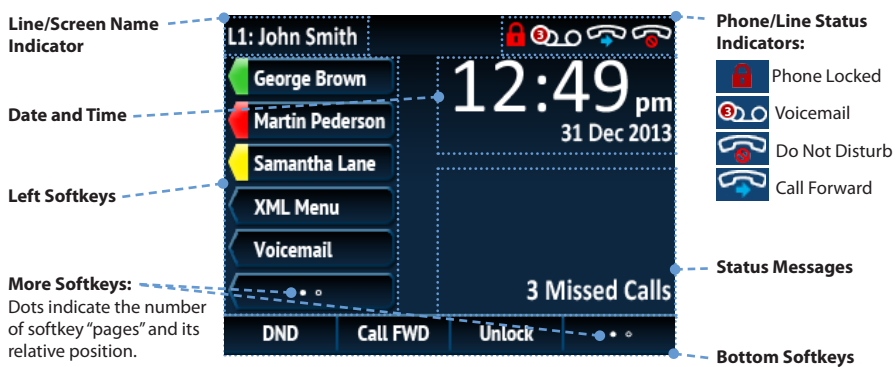 Line/Screen Name
Indicator
Date and Time
Left Softkeys
More Softkeys:
Dots indicate the number
of softkey “pages” and its
relative position.
L1: John Smith
3
George Brown
Martin Pederson
Samantha Lane
XML Menu
Voicemail
12:49 pm
31 Dec 2013
3 Missed Calls
DND Call FWD Unlock
Phone/Line Status
Indicators:
Phone Locked
3 Voicemail
Do Not Disturb
Call Forward
Status Messages
Bottom Softkeys